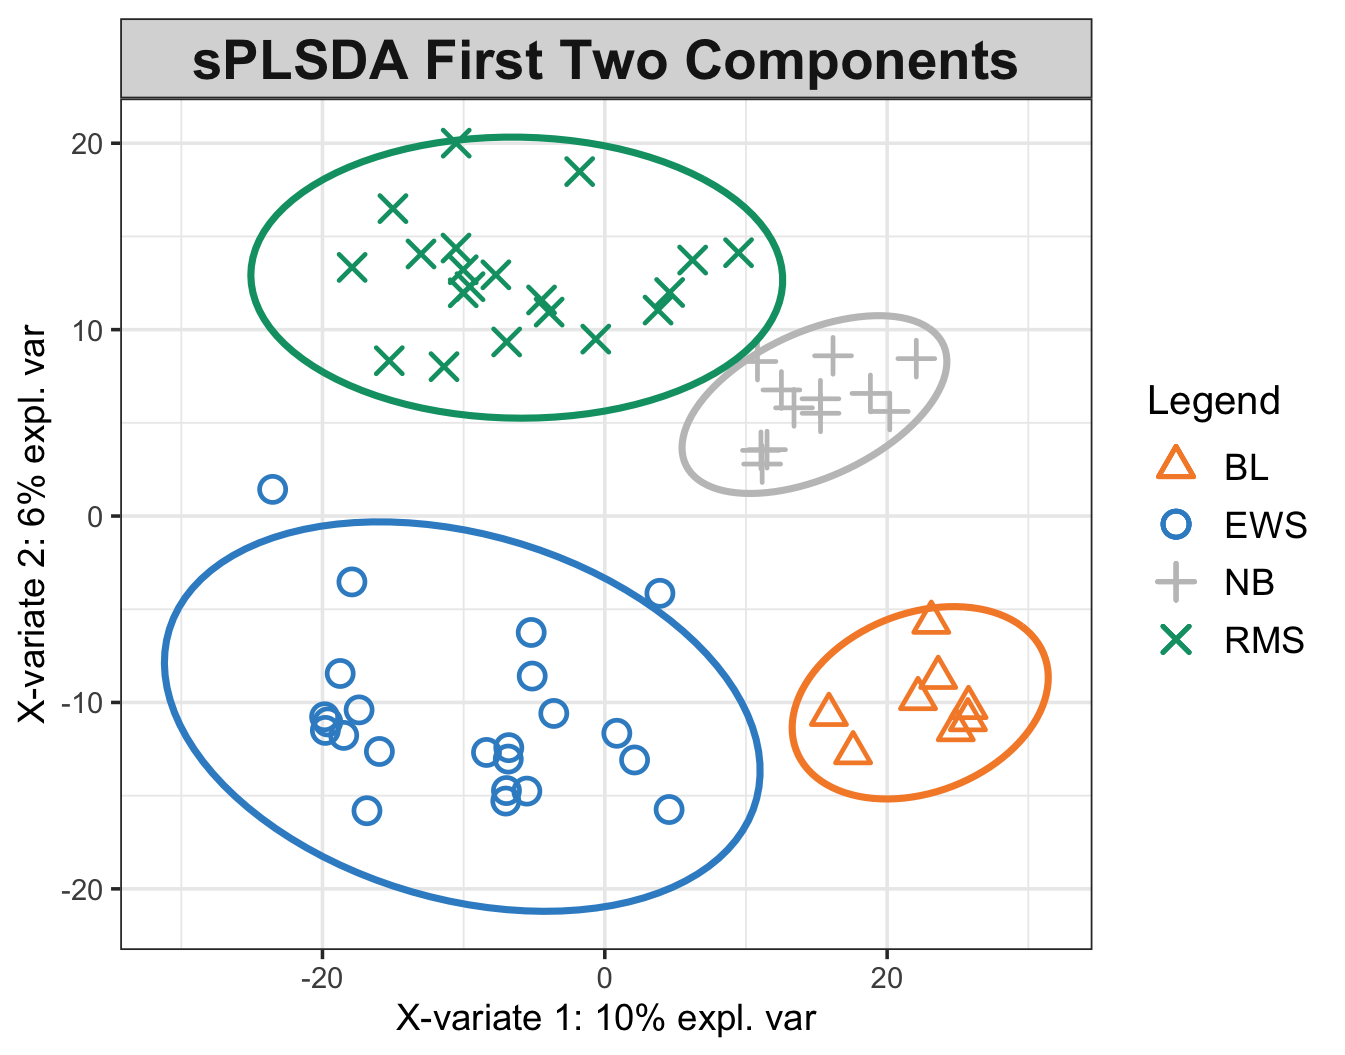 sPLSDA First Two Components
20
10
0
-10
-20
X-variate 2: 6% expl. var
-20
0
20
X-variate 1: 10% expl. var
Legend
BL
EWS
NB
RMS